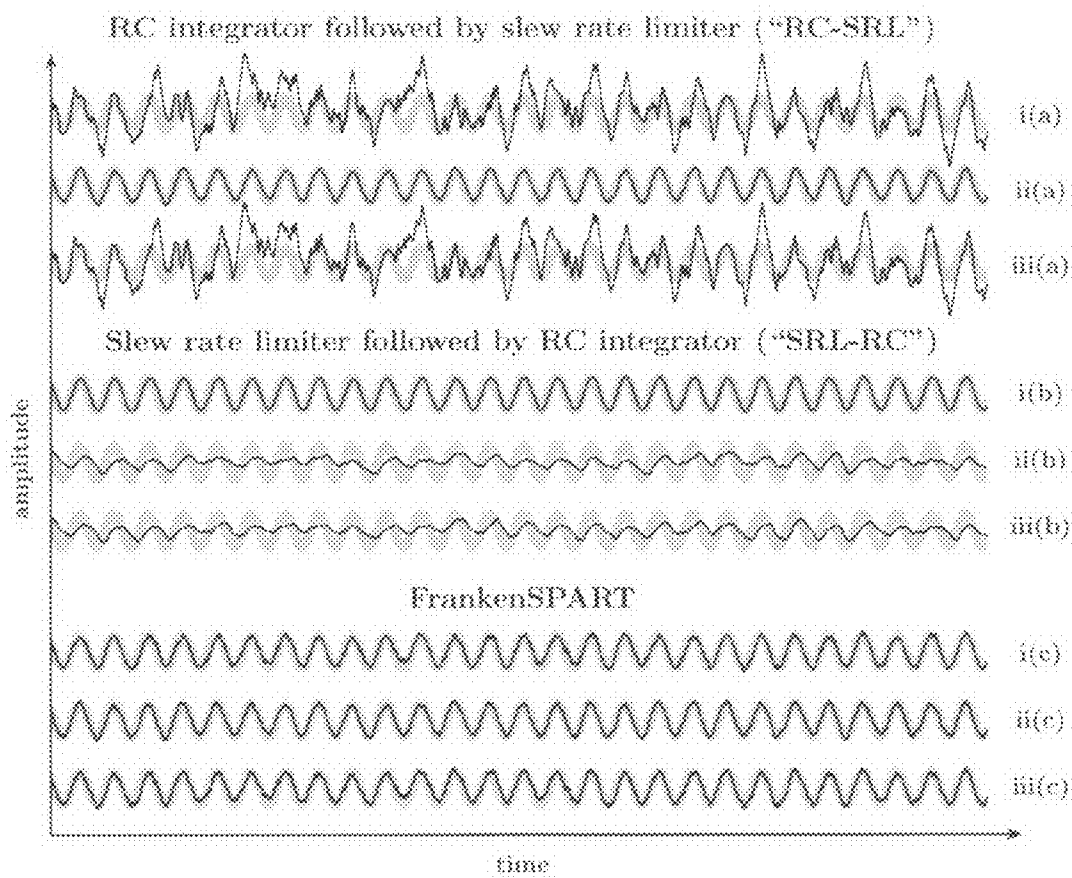 RC integrator followed by slew rate limiter ("RC-SRL")
i(a)
ii(a)
iii(a)
Slew rate limiter followed by RC integrator ("SRL-RC")
i(b)
ii(b)
iii(b)
amplitude
FrankenSPART
i(c)
ii(c)
iii(c)
time